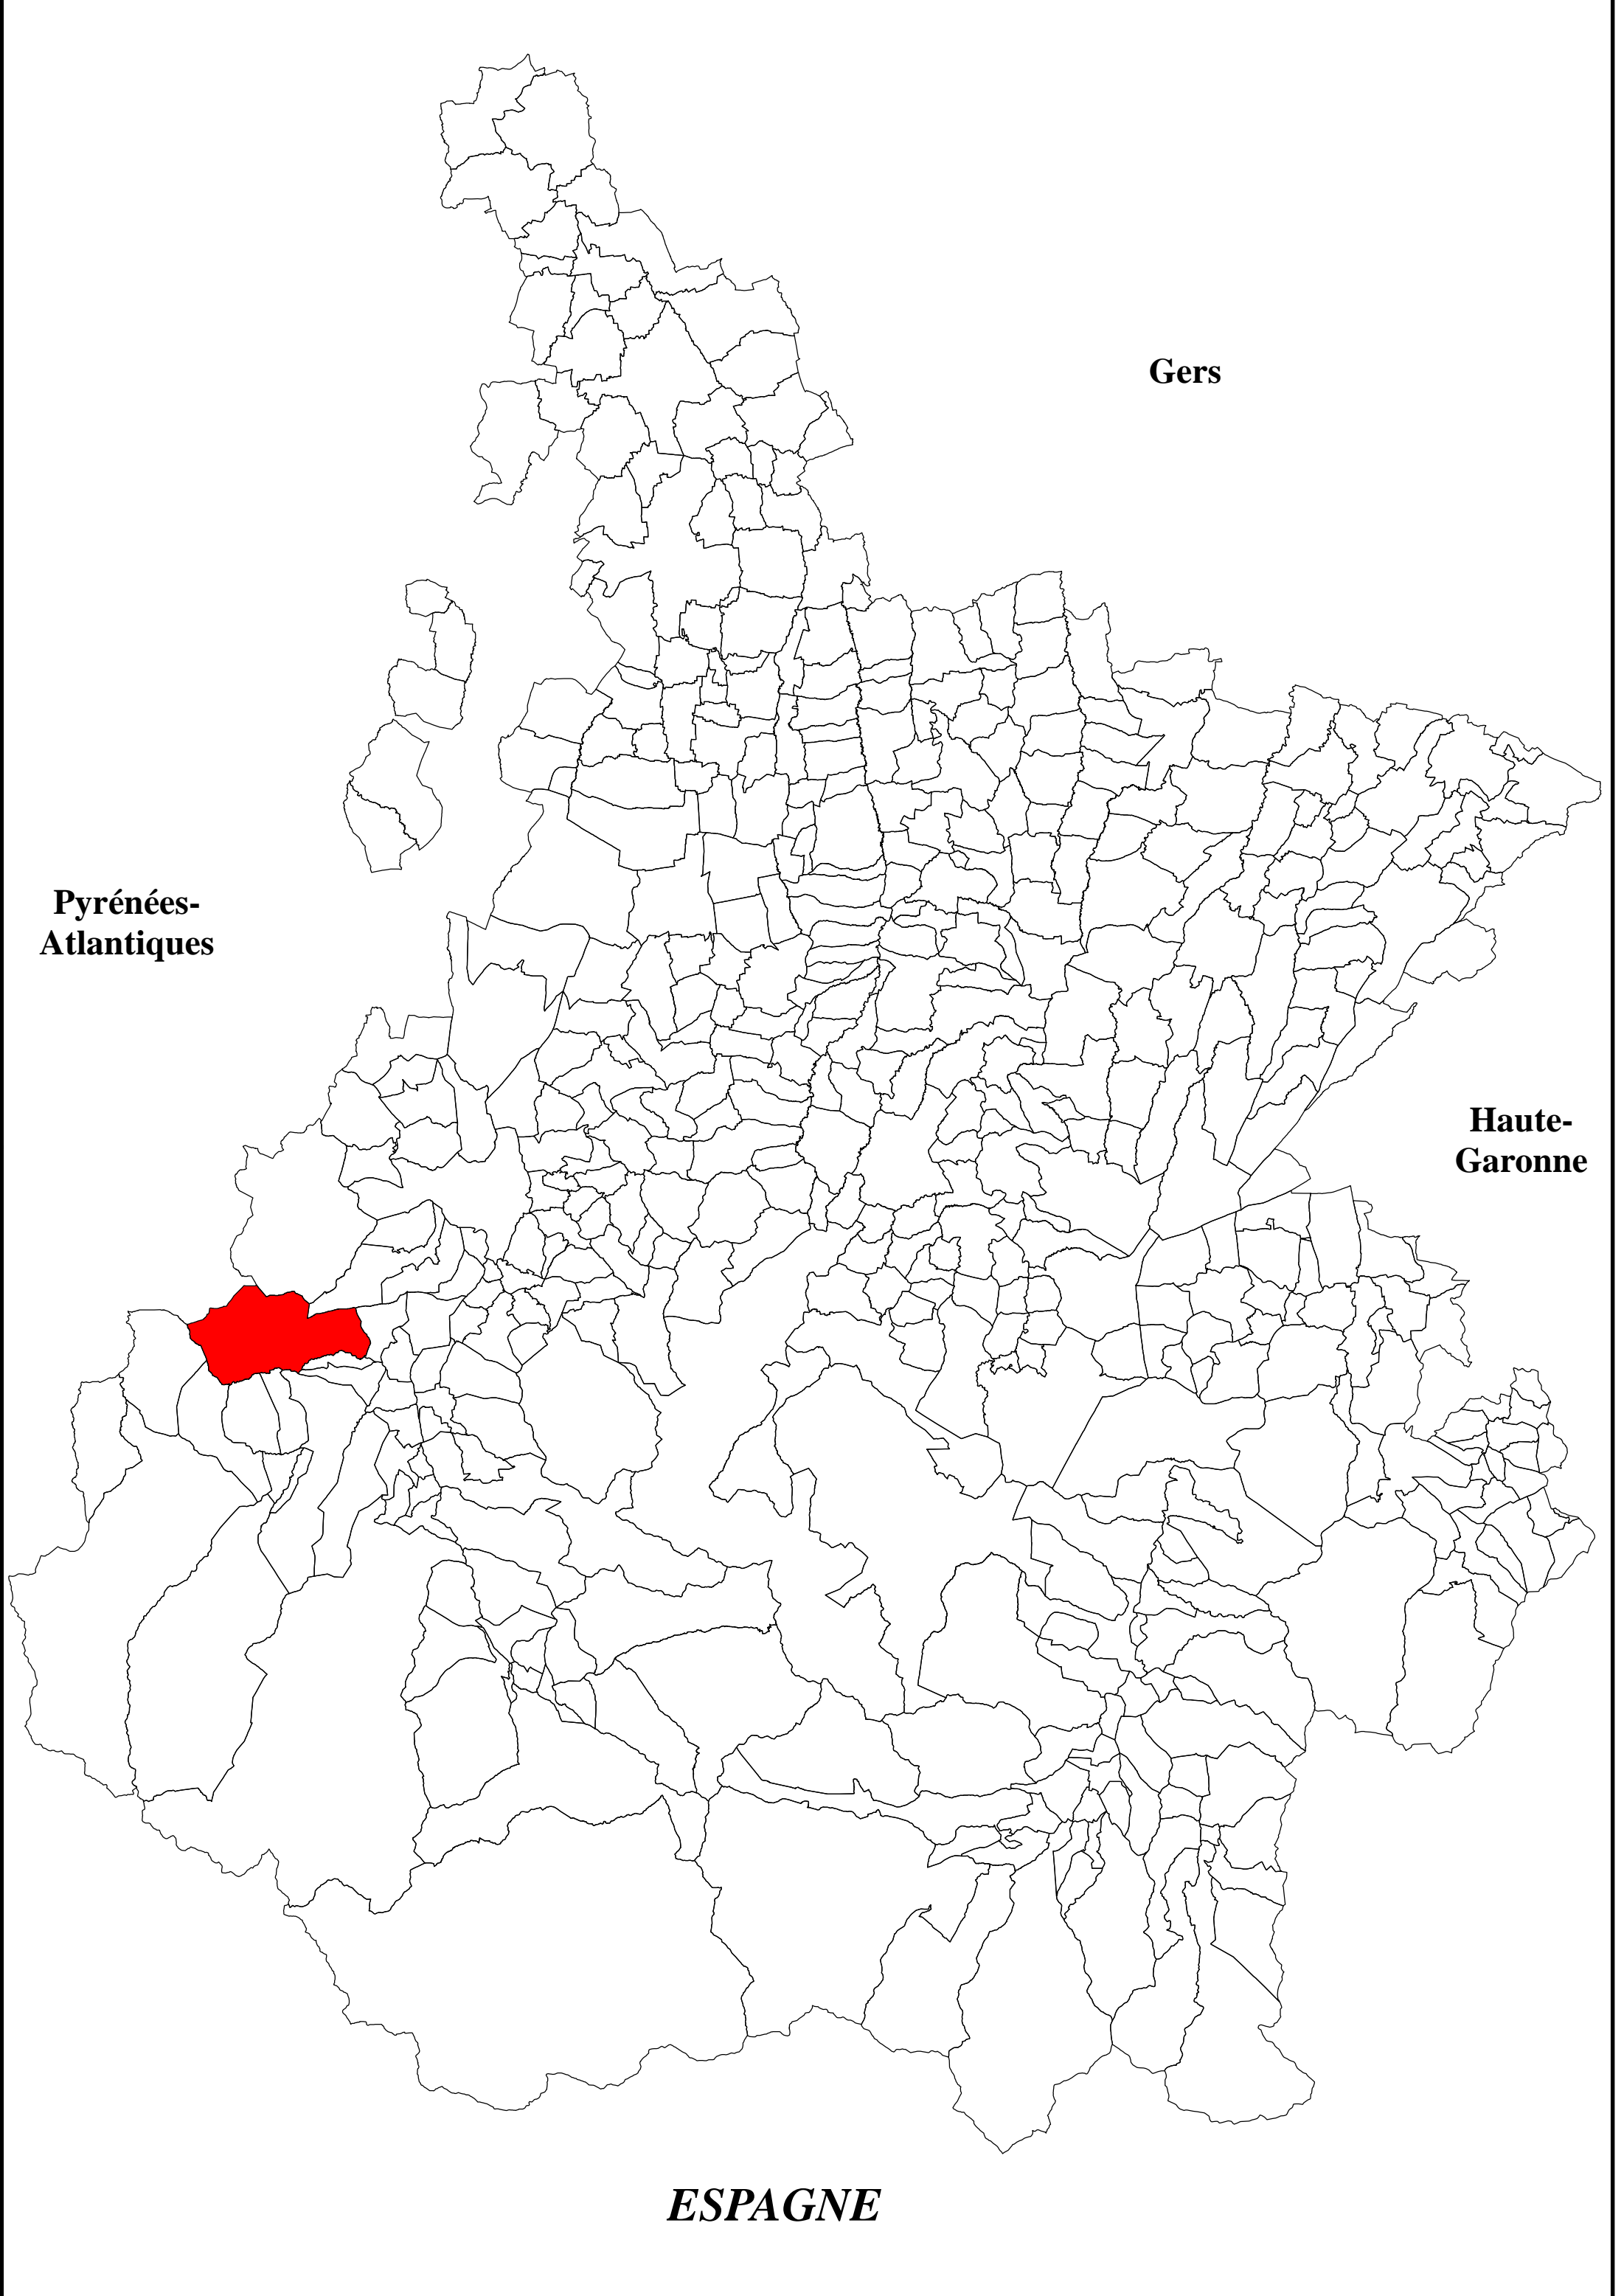 Gers
Pyrénées-
Atlantiques
Haute-
Garonne
ESPAGNE